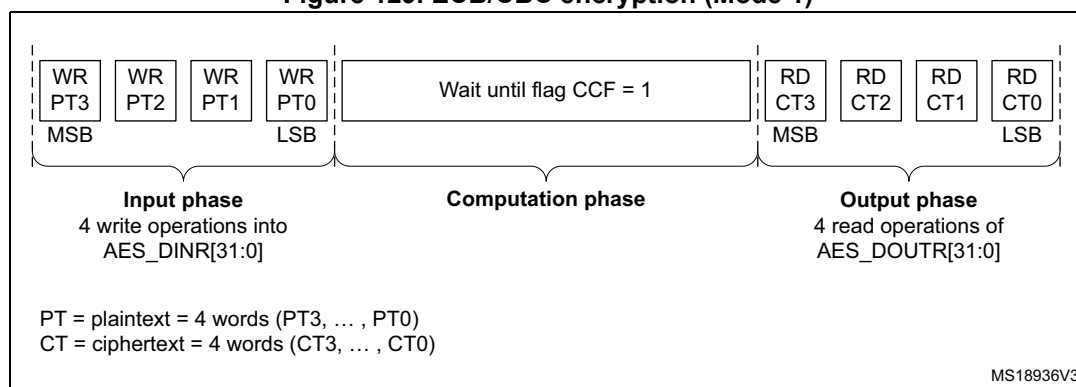 WR WR WR WR
PT3 PT2 PT1 PT0
Wait until flag CCF = 1
RD RD RD RD
CT3 CT2 CT1 CT0
MSB LSB
MSB LSB
Input phase
4 write operations into
AES_DINR[31:0]
Computation phase
Output phase
4 read operations of
AES_DOUTR[31:0]
PT = plaintext = 4 words (PT3, … , PT0)
CT = ciphertext = 4 words (CT3, … , CT0)
MS18936V3